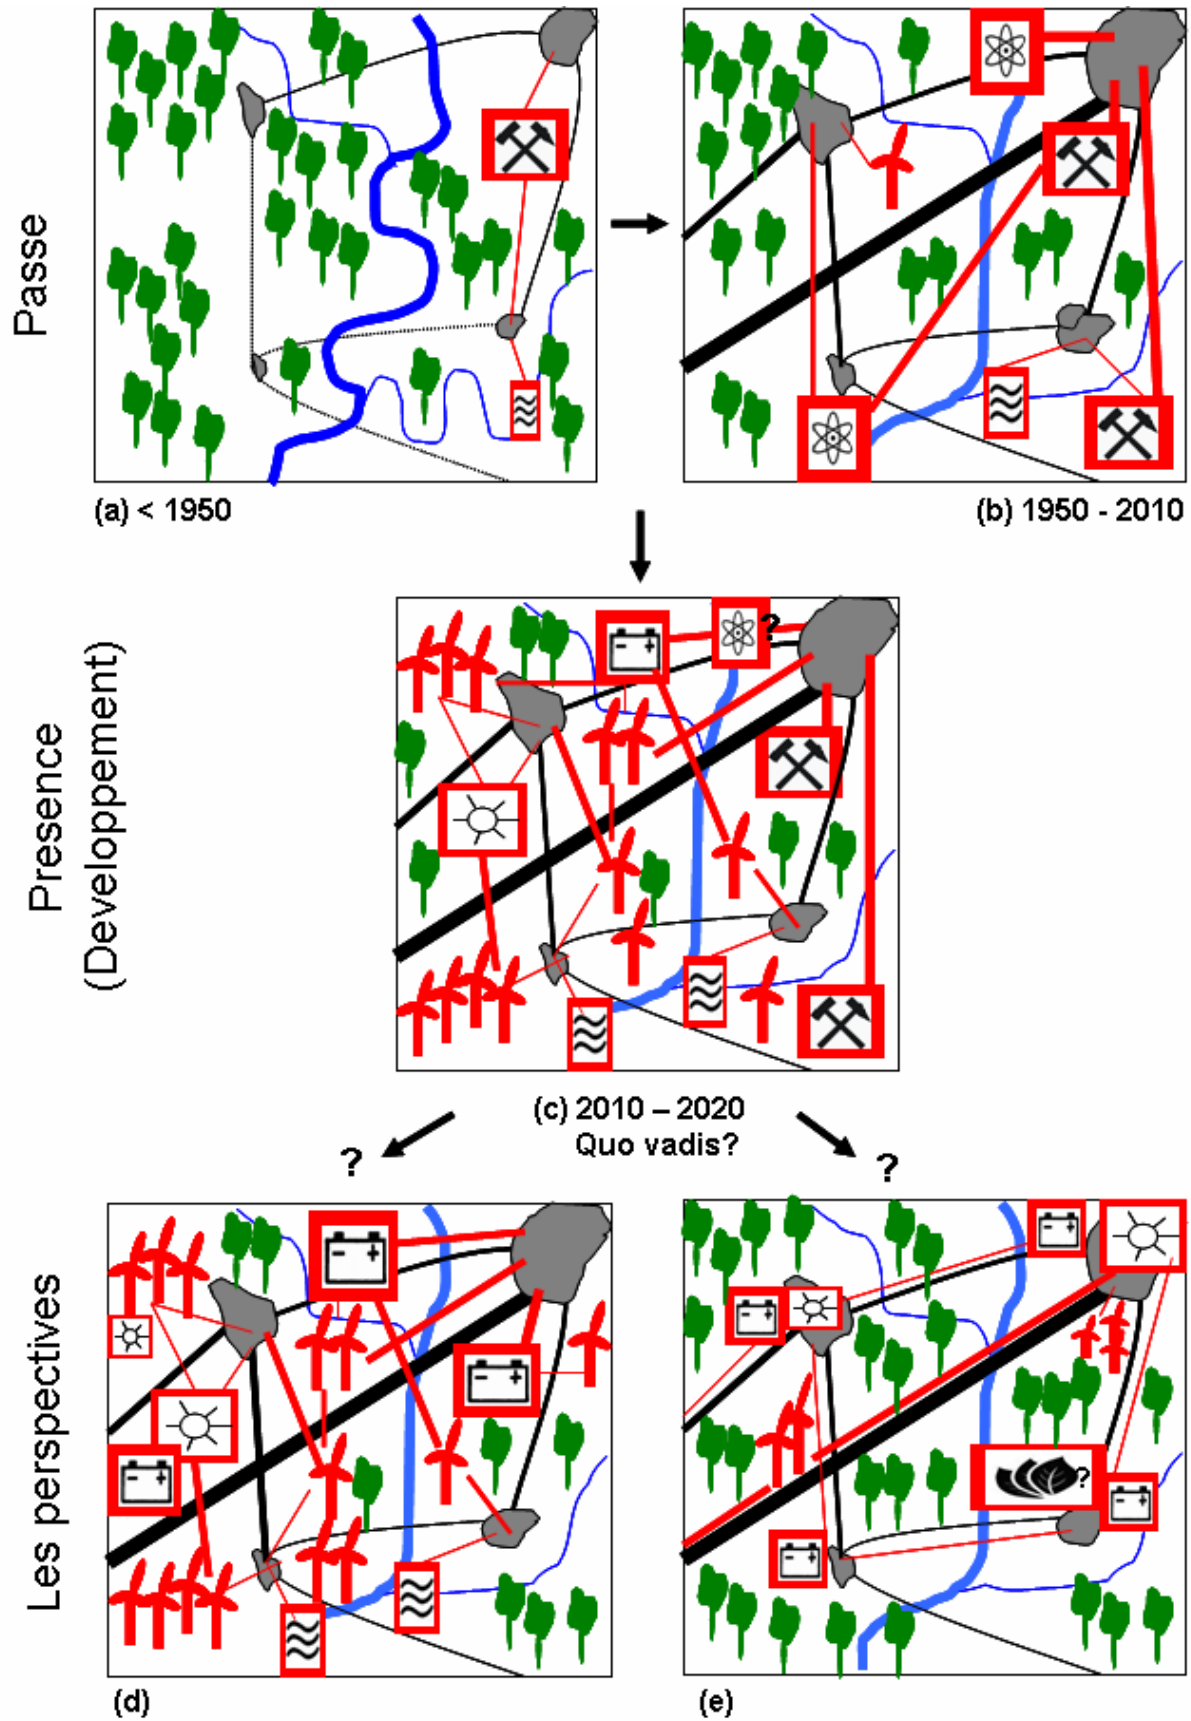 Passe
(a) < 1950
(b) 1950 - 2010
?
Presence
(Developpement)
(c) 2010 – 2020
Quo vadis?
?
?
Les perspectives
?
(d)
(e)